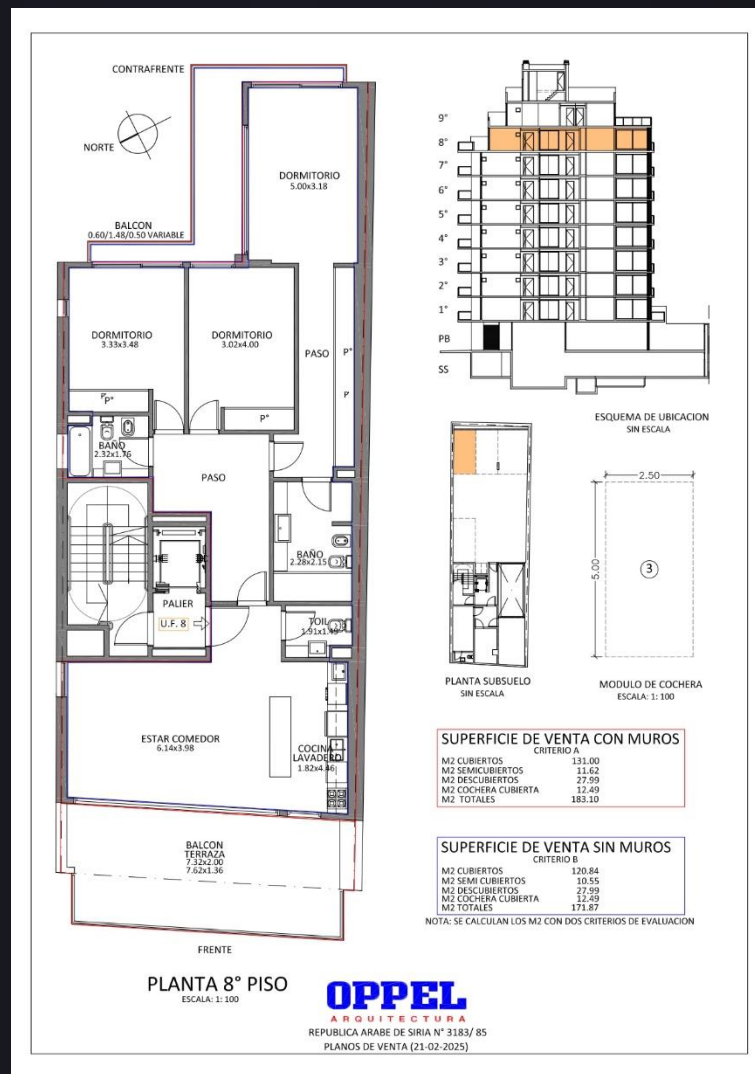 CONTRAFRENTE
NORTE
DORMITORIO
5.00x3.18
BALCON
0.60/1.48/0.50 VARIABLE
DORMITORIO
3.33x3.48
DORMITORIO
3.02x4.00
PASO
P°
P
P°
P°
BAÑO
2.32x1.76
PASO
BAÑO
2.28x2.15
PALIER
U.F. 8
TOIL
1.91x1.49
ESTAR COMEDOR
6.14x3.98
COCINA
LAVADERO
1.82x4.46
BALCON
TERRAZA
7.32x2.00
7.62x1.36
FRENTE
PLANTA 8° PISO
ESCALA: 1: 100
9°
8°
7°
6°
5°
4°
3°
2°
1°
PB
SS
ESQUEMA DE UBICACION
SIN ESCALA
PLANTA SUBSUELO
SIN ESCALA
2.50
5.00
3
MODULO DE COCHERA
ESCALA: 1: 100
SUPERFICIE DE VENTA CON MUROS
CRITERIO A
M2 CUBIERTOS 131.00
M2 SEMICUBIERTOS 11.62
M2 DESCUBIERTOS 27.99
M2 COCHERA CUBIERTA 12.49
M2 TOTALES 183.10
SUPERFICIE DE VENTA SIN MUROS
CRITERIO B
M2 CUBIERTOS 120.84
M2 SEMI CUBIERTOS 10.55
M2 DESCUBIERTOS 27.99
M2 COCHERA CUBIERTA 12.49
M2 TOTALES 171.87
NOTA: SE CALCULAN LOS M2 CON DOS CRITERIOS DE EVALUACION
OPPEL
ARQUITECTURA
REPUBLICA ARABE DE SIRIA N° 3183/ 85
PLANOS DE VENTA (21-02-2025)